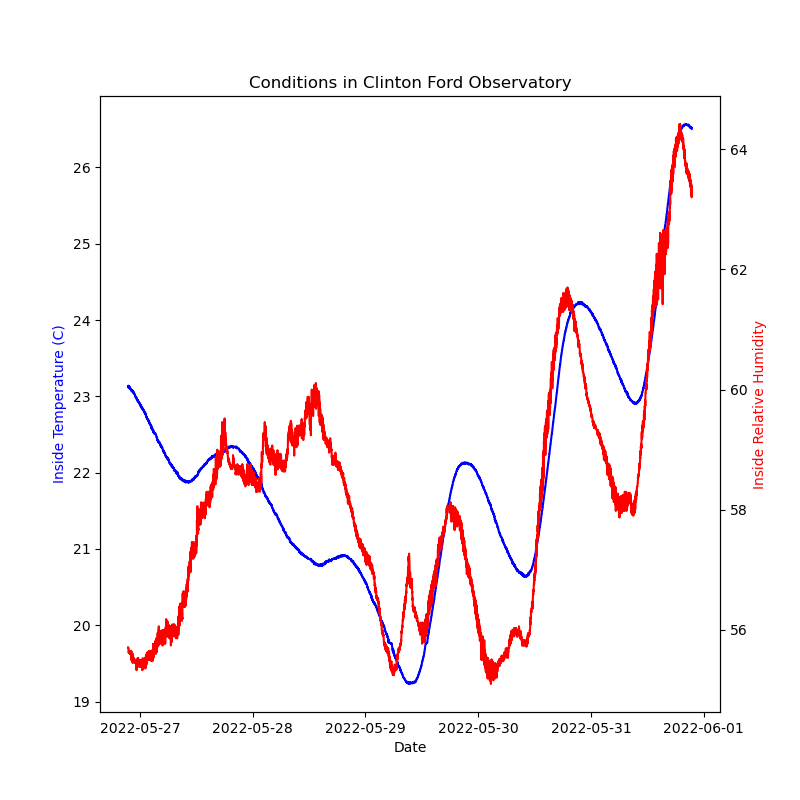 Conditions in Clinton Ford Observatory
Inside Temperature (C)
26
25
24
23
22
21
20
19
64
62
60
58
56
Inside Relative Humidity
2022-05-27 2022-05-28 2022-05-29 2022-05-30 2022-05-31 2022-06-01
Date